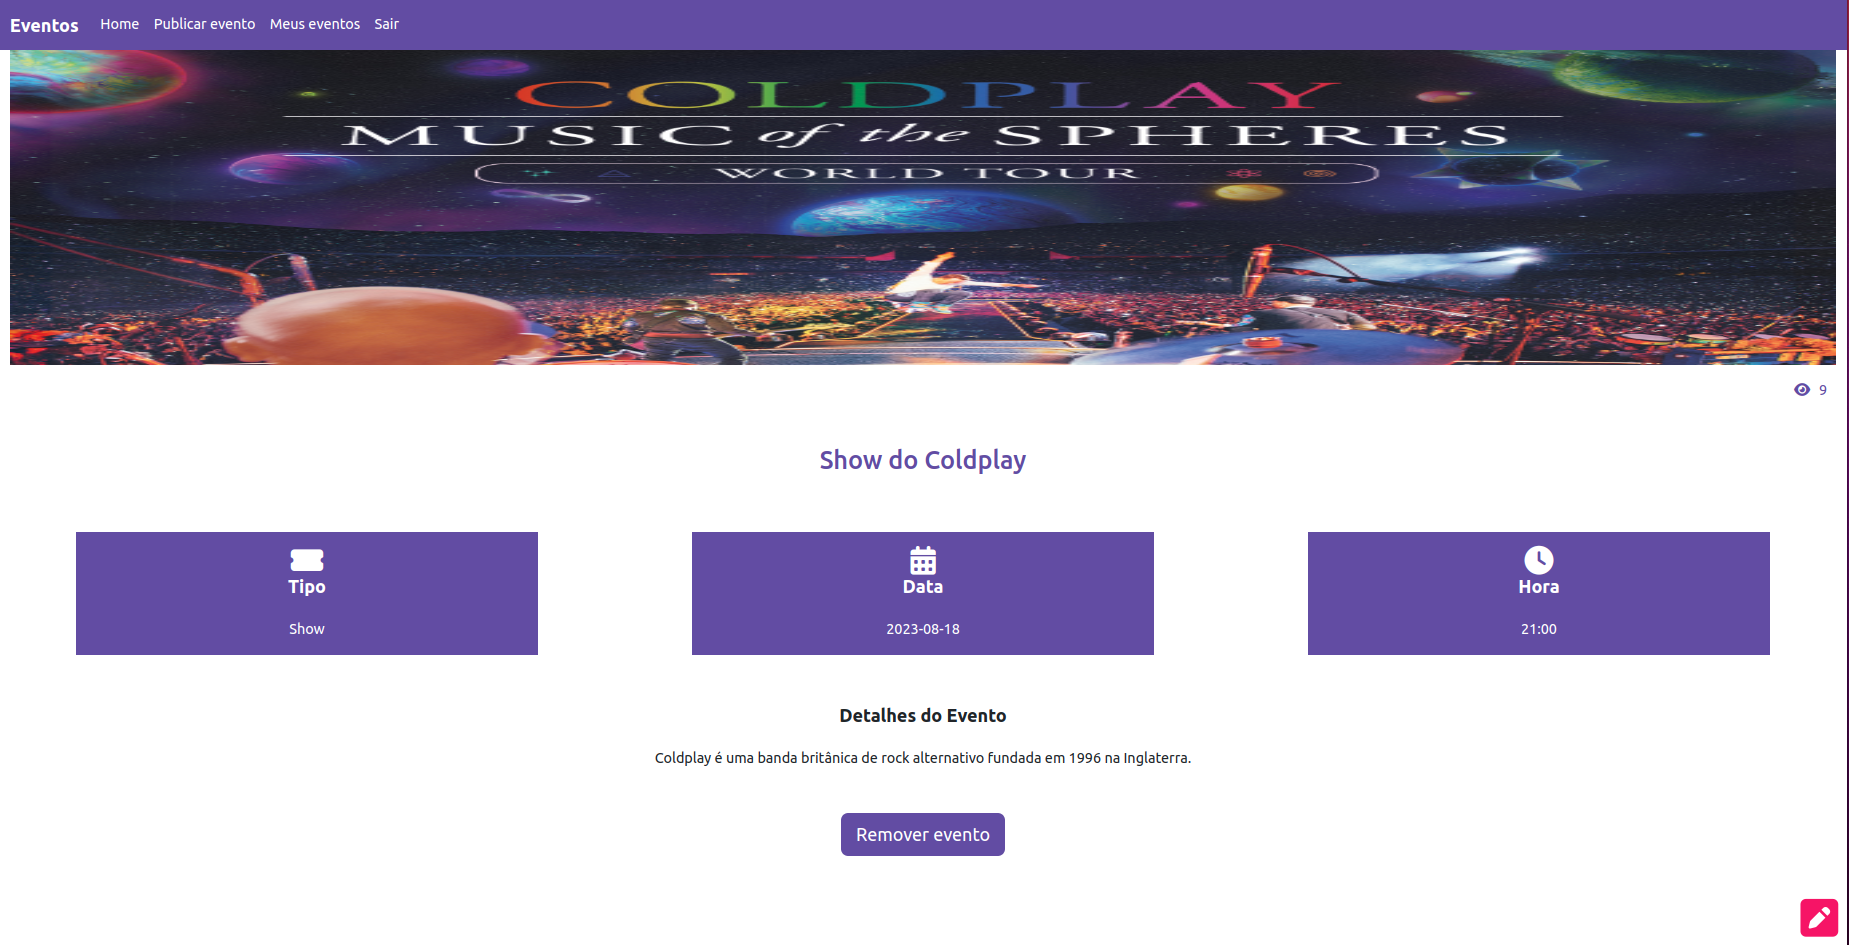 Eventos Home Publicar evento Meus eventos Sair
COLDPLAY
MUSIC of the SPHERES
WORLD TOUR
9
Show do Coldplay
Tipo
Show
Data
2023-08-18
Hora
21:00
Detalhes do Evento
Coldplay é uma banda britânica de rock alternativo fundada em 1996 na Inglaterra.
Remover evento